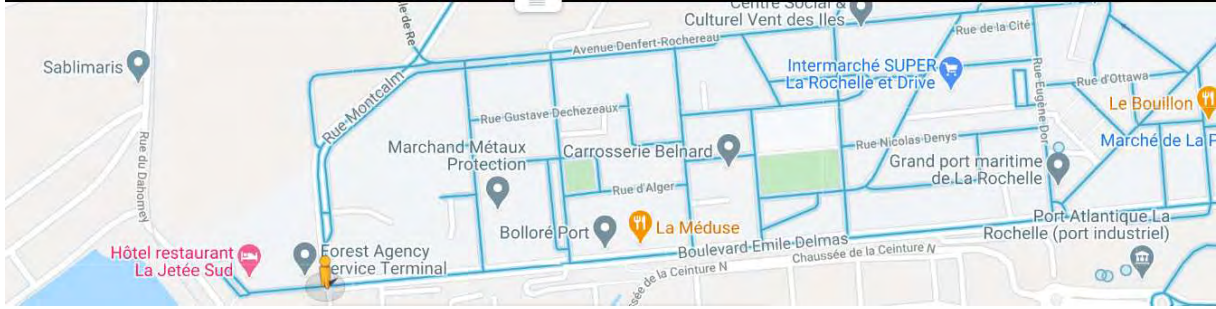 Centre Social &
Culturel Vent des Iles
Rue de la Cité
Avenue Denfert-Rochereau
Sablimaris
Intermarché SUPER
La Rochelle et Drive
Rue d'Ottawa
Rue Montcalm
Le Bouillon
Rue Gustave Dechezeaux
Rue Eugène Dor
Rue du Dahomey
Marchand Métaux
Protection
Carrosserie Belnard
Rue Nicolas Denys
Marché de La P
Grand port maritime
de La Rochelle
Rue d'Alger
Bolloré Port
La Méduse
Port Atlantique La
Rochelle (port industriel)
Hôtel restaurant
La Jetée Sud
Forest Agency
Service Terminal
Boulevard Emile Delmas
Chaussée de la Ceinture N
sée de la Ceinture N